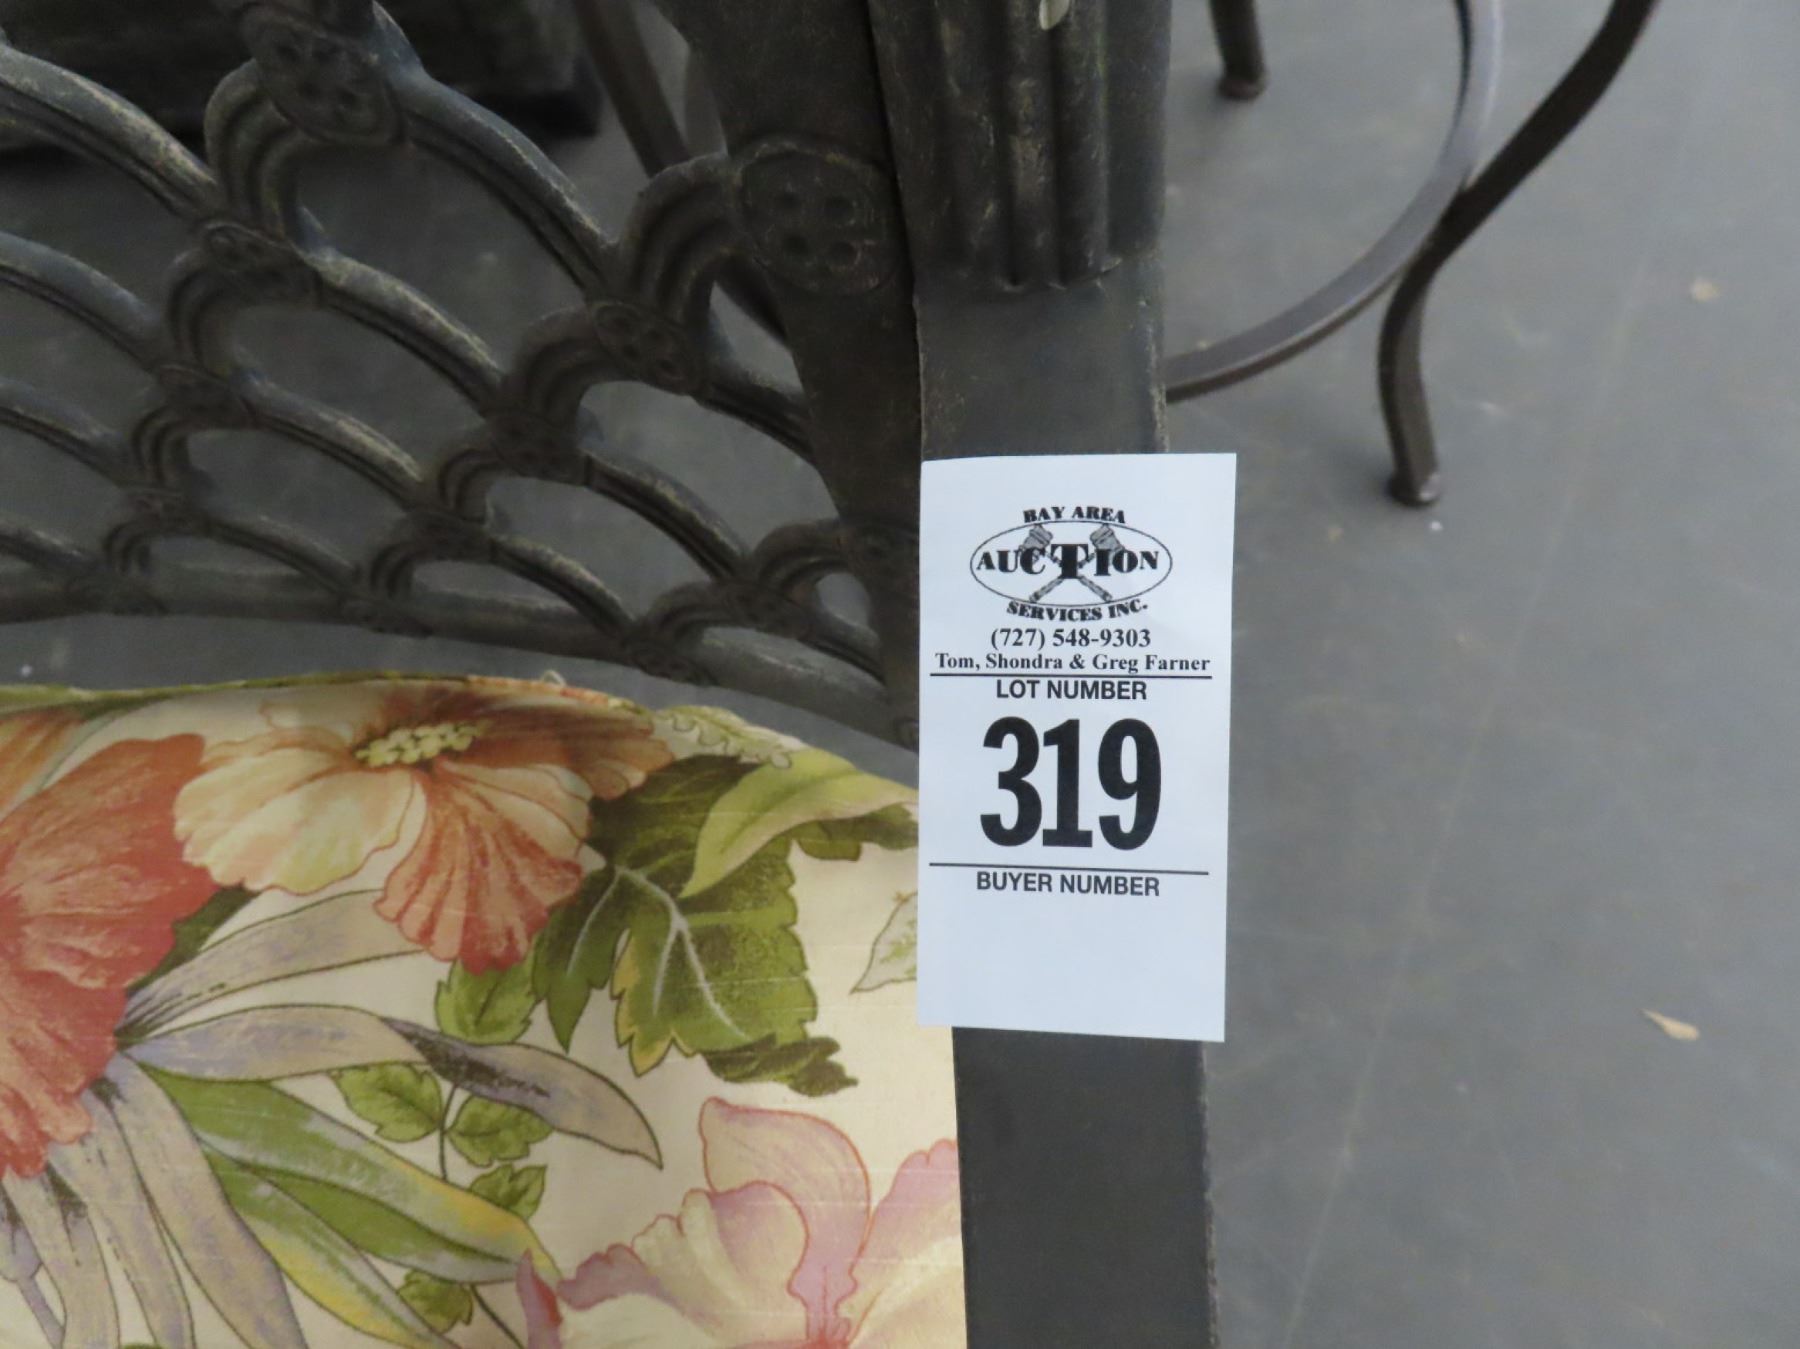 BAY AREA
AUCTION
SERVICES INC.
(727) 548-9303
Tom, Shondra & Greg Farner
LOT NUMBER
319
BUYER NUMBER